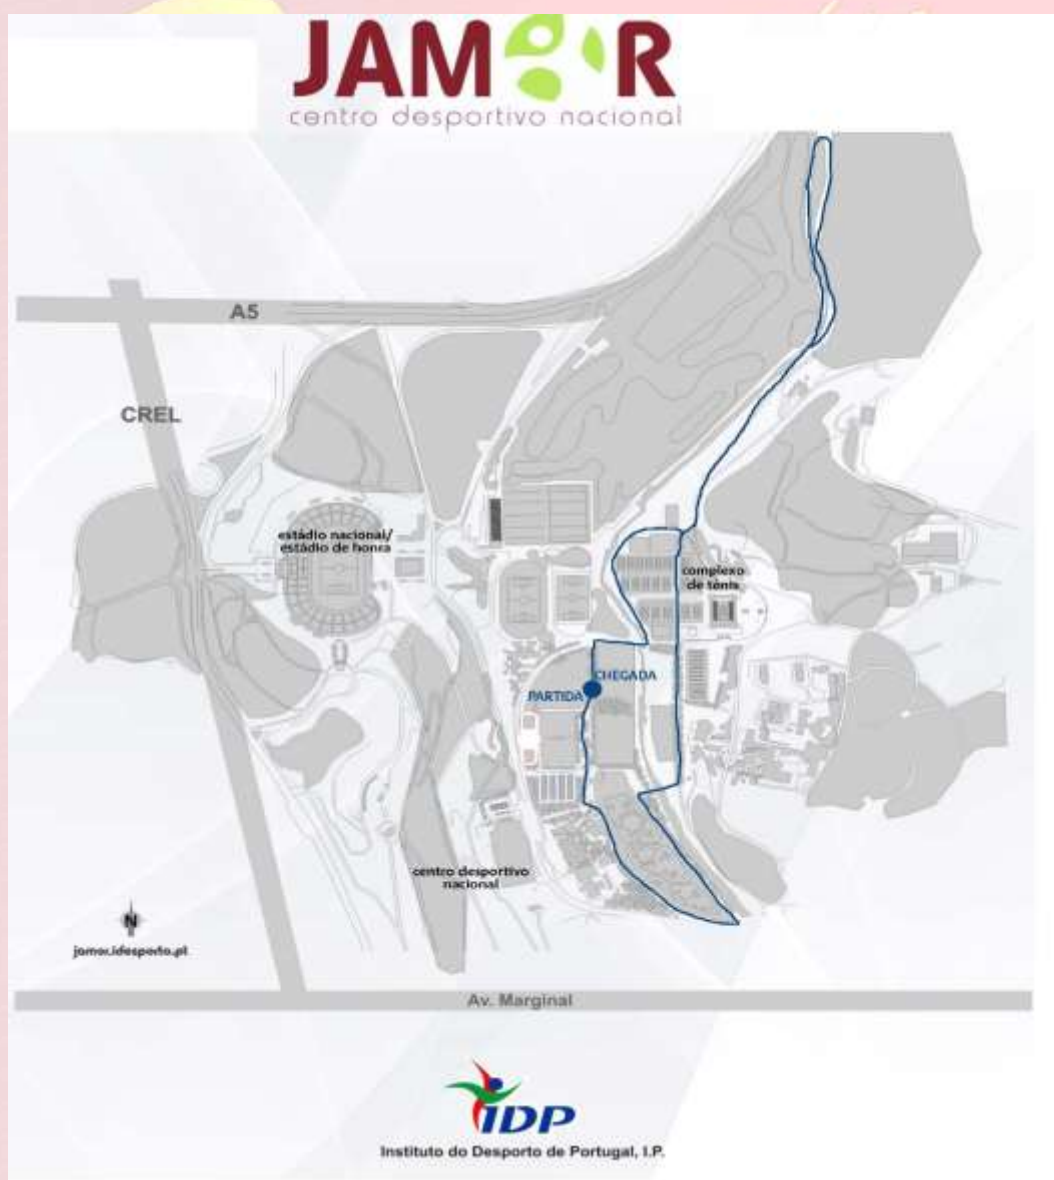 JAMOR
centro desportivo nacional
A5
CREL
estádio nacional/
estádio de honra
complexo
de ténis
CHEGADA
PARTIDA
centro desportivo
nacional
N
jamor.idesporto.pt
Av. Marginal
IDP
Instituto do Desporto de Portugal, I.P.